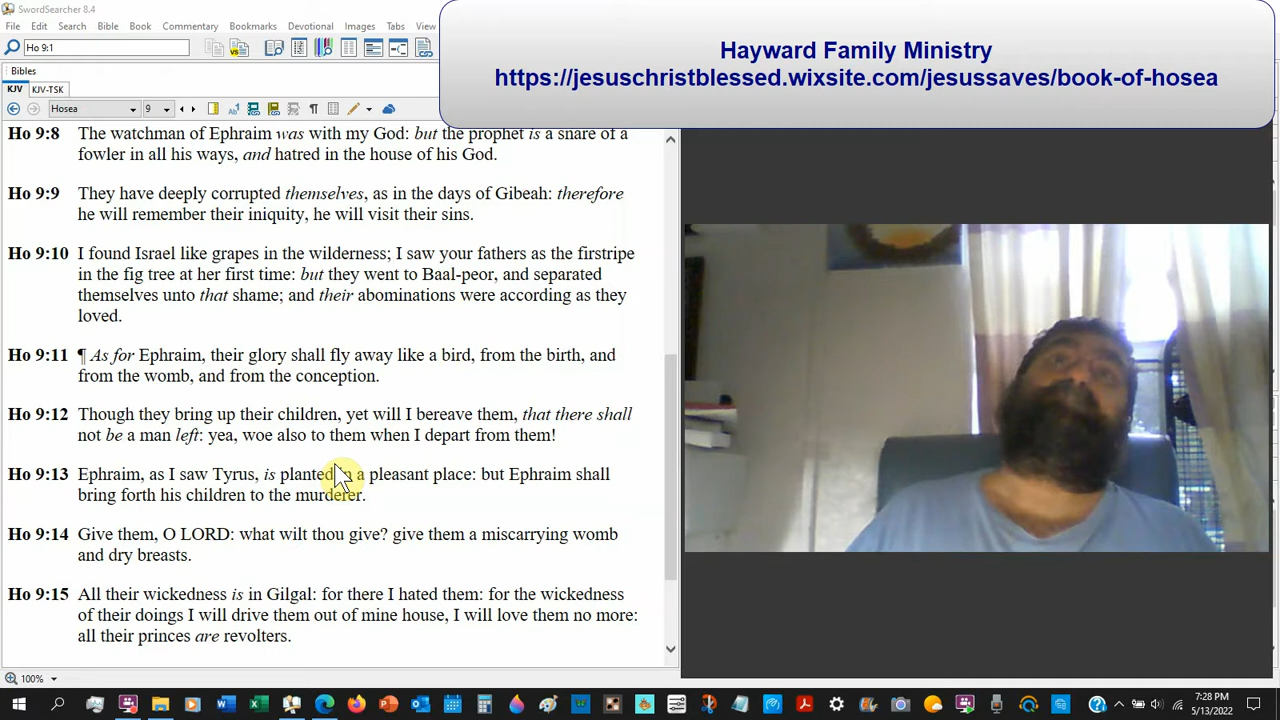 SwordSearcher 8.4
File Edit Search Bible Book Commentary Bookmarks Devotional Images Tabs View
Hayward Family Ministry
https://jesuschristblessed.wixsite.com/jesussaves/book-of-hosea
Ho 9:1
Bibles
KJV KJV-TSK
Hosea 9
Ho 9:8 The watchman of Ephraim was with my God: but the prophet is a snare of a
fowler in all his ways, and hatred in the house of his God.
Ho 9:9 They have deeply corrupted themselves, as in the days of Gibeah: therefore
he will remember their iniquity, he will visit their sins.
Ho 9:10 I found Israel like grapes in the wilderness; I saw your fathers as the firstripe
in the fig tree at her first time: but they went to Baal-peor, and separated
themselves unto that shame; and their abominations were according as they
loved.
Ho 9:11 ¶ As for Ephraim, their glory shall fly away like a bird, from the birth, and
from the womb, and from the conception.
Ho 9:12 Though they bring up their children, yet will I bereave them, that there shall
not be a man left: yea, woe also to them when I depart from them!
Ho 9:13 Ephraim, as I saw Tyrus, is planted in a pleasant place: but Ephraim shall
bring forth his children to the murderer.
Ho 9:14 Give them, O LORD: what wilt thou give? give them a miscarrying womb
and dry breasts.
Ho 9:15 All their wickedness is in Gilgal: for there I hated them: for the wickedness
of their doings I will drive them out of mine house, I will love them no more:
all their princes are revolters.
100%
7:28 PM
5/13/2022